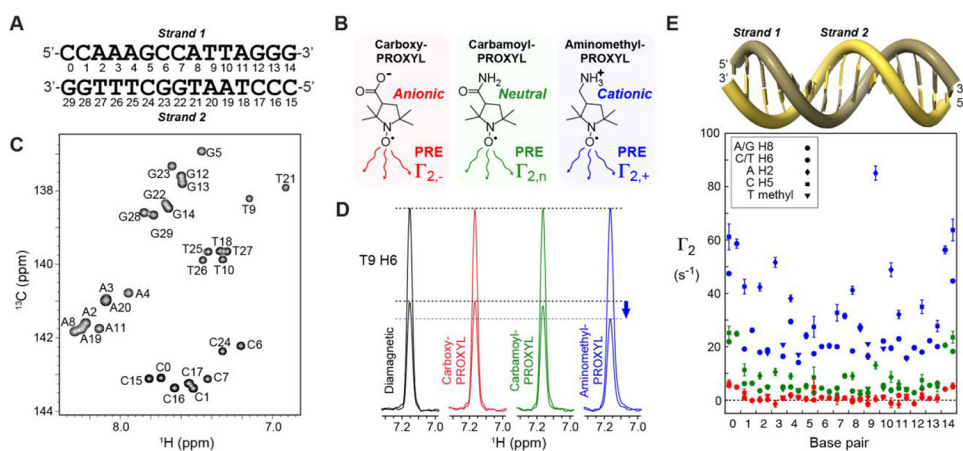 A
Strand 1
5'-CCAAAGCCATTAGGG-3'
0 1 2 3 4 5 6 7 8 9 10 11 12 13 14
3'-GGTTTCGGTAATCCC-5'
29 28 27 26 25 24 23 22 21 20 19 18 17 16 15
Strand 2
B
Carboxy-
PROXYL
O
O-
Anionic
N
O•
PRE
Γ2,-
Carbamoyl-
PROXYL
NH2
O
Neutral
N
O•
PRE
Γ2,n
Aminomethyl-
PROXYL
NH3+
Cationic
N
O•
PRE
Γ2,+
C
G5
G23
G12
G13
T21
T9
G22
G28
G14
G29
T25
T18
T27
T26
T10
A3
A4
A20
A2
A8
A11
A19
C24
C6
C15
C0
C17
C7
C16
C1
138
140
142
144
13C (ppm)
8.0
7.0
1H (ppm)
D
T9 H6
Diamagnetic
Carboxy-
PROXYL
Carbamoyl-
PROXYL
Aminomethyl-
PROXYL
7.2 7.0 7.2 7.0 7.2 7.0 7.2 7.0
1H (ppm)
E
Strand 1
Strand 2
5'
3'
3'
5'
A/G H8
C/T H6
A H2
C H5
T methyl
100
80
60
40
20
0
Γ2
(s-1)
0 1 2 3 4 5 6 7 8 9 10 11 12 13 14
Base pair